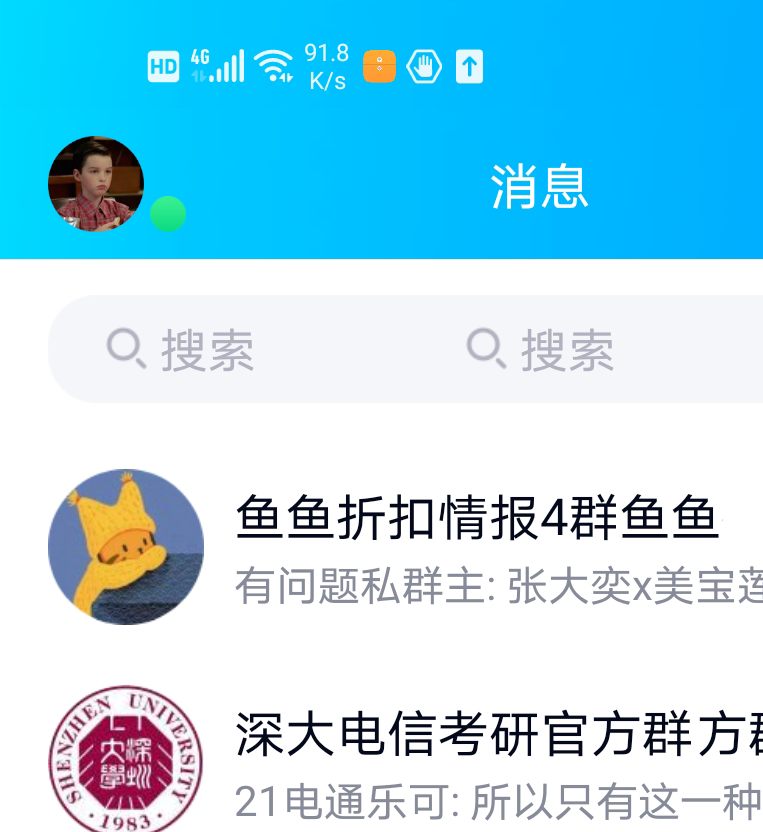 HD 4G 91.8
K/s
消息
搜索 搜索
鱼鱼折扣情报4群鱼鱼
有问题私群主: 张大奕x美宝莲
深大电信考研官方群方群
21电通乐可: 所以只有这一种
SHENZHEN UNIVERSITY
深圳大學
·1983·